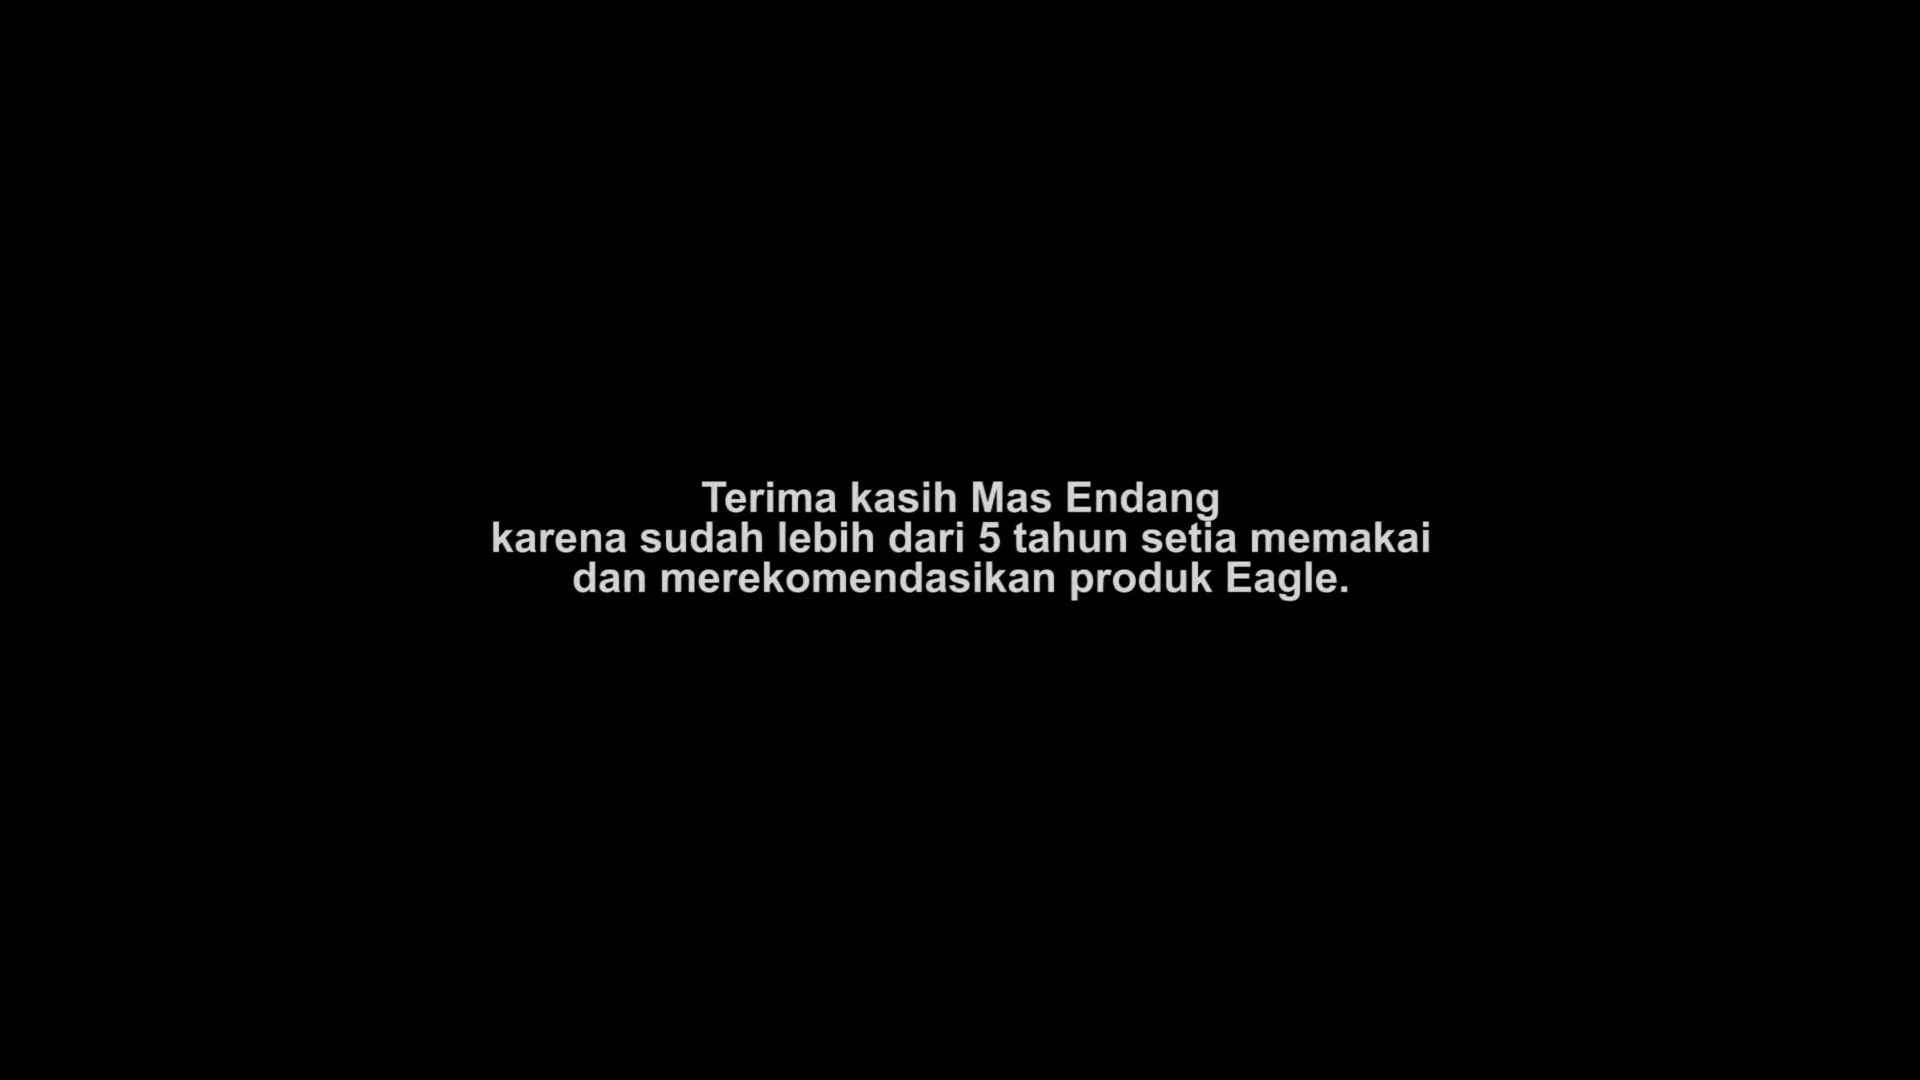 Terima kasih Mas Endang
karena sudah lebih dari 5 tahun setia memakai
dan merekomendasikan produk Eagle.